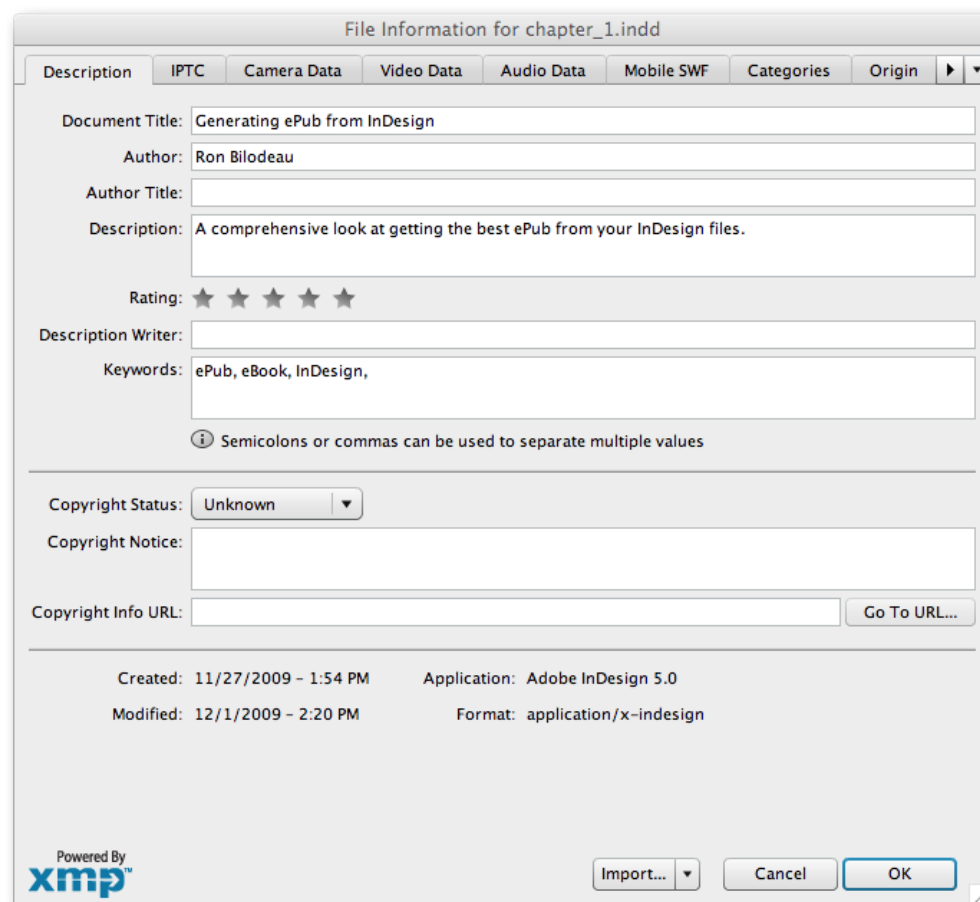 File Information for chapter_1.indd
Description IPTC Camera Data Video Data Audio Data Mobile SWF Categories Origin
Document Title: Generating ePub from InDesign
Author: Ron Bilodeau
Author Title:
Description: A comprehensive look at getting the best ePub from your InDesign files.
Rating:
Description Writer:
Keywords: ePub, eBook, InDesign,
Semicolons or commas can be used to separate multiple values
Copyright Status: Unknown
Copyright Notice:
Copyright Info URL: Go To URL...
Created: 11/27/2009 – 1:54 PM Application: Adobe InDesign 5.0
Modified: 12/1/2009 – 2:20 PM Format: application/x-indesign
Powered By
xmp™ Import... Cancel OK